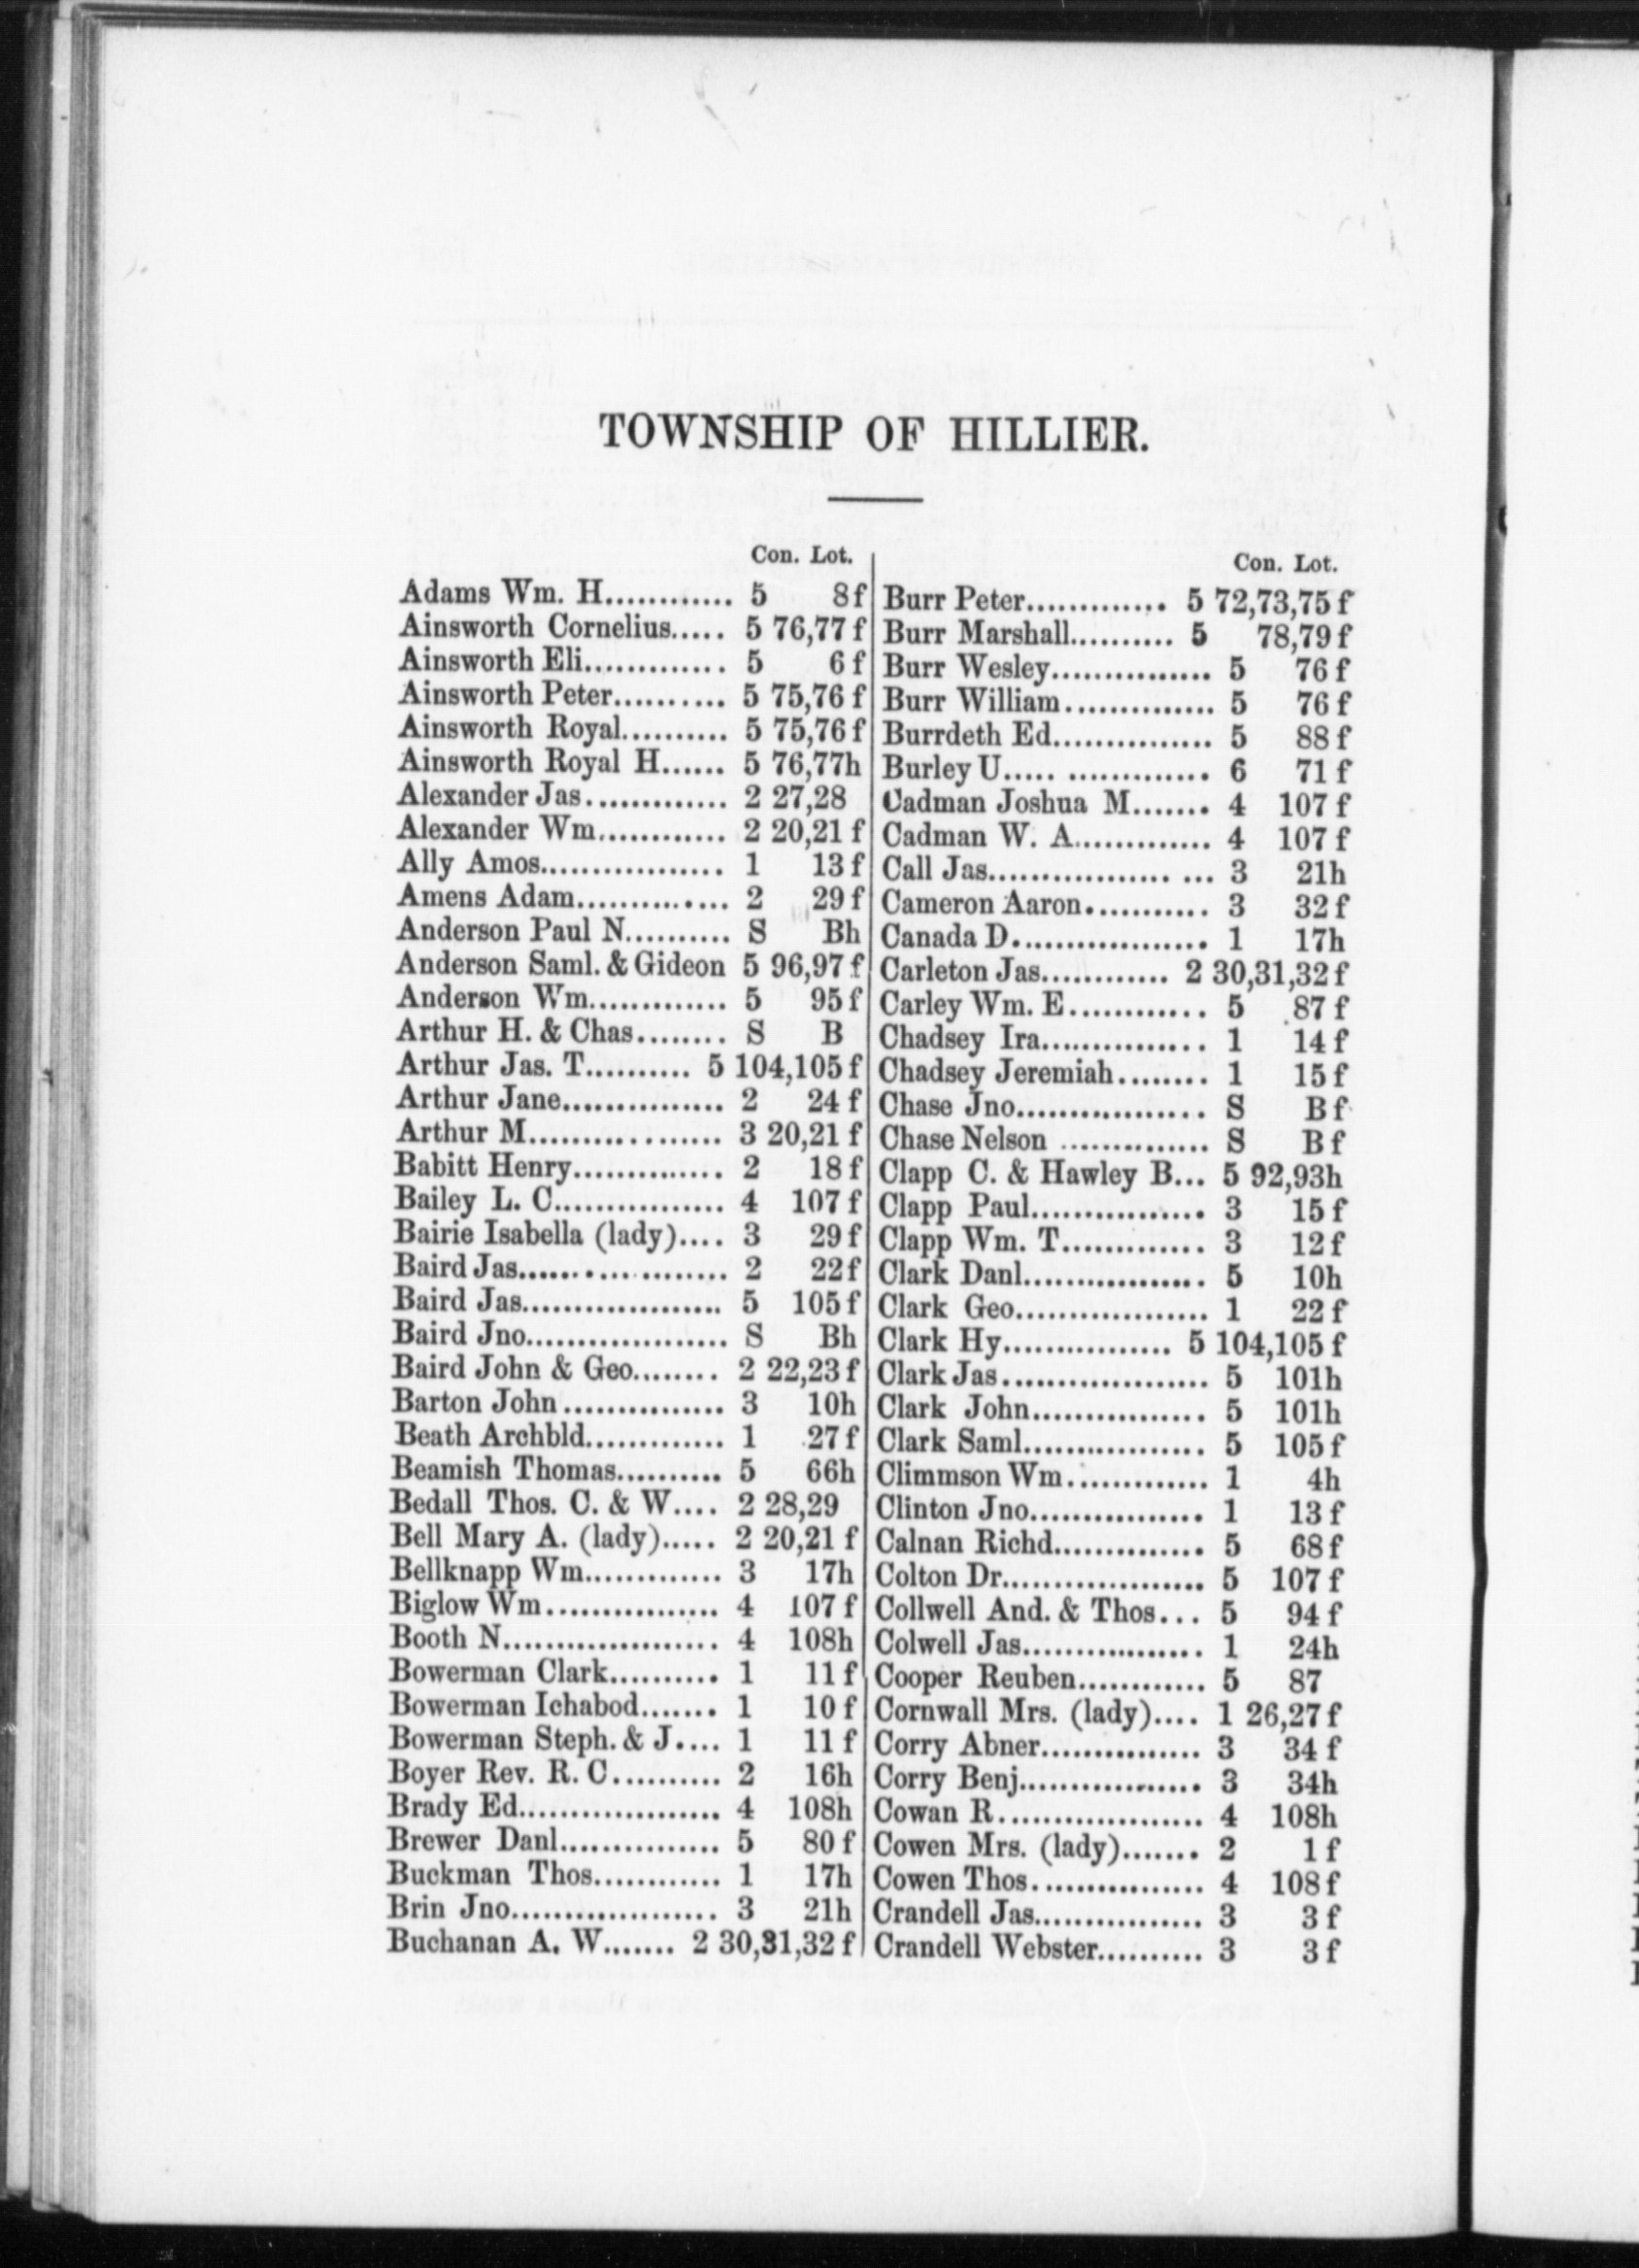 TOWNSHIP OF HILLIER.
Con. Lot.
Adams Wm. H............ 5 8 f
Ainsworth Cornelius..... 5 76,77 f
Ainsworth Eli............. 5 6 f
Ainsworth Peter.......... 5 75,76 f
Ainsworth Royal.......... 5 75,76 f
Ainsworth Royal H...... 5 76,77h
Alexander Jas............. 2 27,28
Alexander Wm............ 2 20,21 f
Ally Amos................. 1 13 f
Amens Adam.............. 2 29 f
Anderson Paul N.......... S Bh
Anderson Saml. & Gideon 5 96,97 f
Anderson Wm............. 5 95 f
Arthur H. & Chas........ S B
Arthur Jas. T.......... 5 104,105 f
Arthur Jane............... 2 24 f
Arthur M.................. 3 20,21 f
Babitt Henry.............. 2 18 f
Bailey L. C................ 4 107 f
Bairie Isabella (lady).... 3 29 f
Baird Jas.................... 2 22f
Baird Jas................... 5 105 f
Baird Jno................... S Bh
Baird John & Geo........ 2 22,23 f
Barton John............... 3 10h
Beath Archbld............. 1 27 f
Beamish Thomas.......... 5 66h
Bedall Thos. C. & W.... 2 28,29
Bell Mary A. (lady)..... 2 20,21 f
Bellknapp Wm............. 3 17h
Biglow Wm................ 4 107 f
Booth N.................... 4 108h
Bowerman Clark.......... 1 11 f
Bowerman Ichabod....... 1 10 f
Bowerman Steph. & J.... 1 11 f
Boyer Rev. R. C.......... 2 16h
Brady Ed................... 4 108h
Brewer Danl............... 5 80 f
Buckman Thos............ 1 17h
Brin Jno................... 3 21h
Buchanan A. W....... 2 30,31,32 f
Con. Lot.
Burr Peter............. 5 72,73,75 f
Burr Marshall.......... 5 78,79 f
Burr Wesley............... 5 76 f
Burr William.............. 5 76 f
Burrdeth Ed............... 5 88 f
Burley U..... ............. 6 71 f
Cadman Joshua M....... 4 107 f
Cadman W. A............. 4 107 f
Call Jas................. ... 3 21h
Cameron Aaron........... 3 32 f
Canada D.................. 1 17h
Carleton Jas............ 2 30,31,32 f
Carley Wm. E............ 5 87 f
Chadsey Ira............... 1 14 f
Chadsey Jeremiah........ 1 15 f
Chase Jno................. S B f
Chase Nelson .............. S B f
Clapp C. & Hawley B... 5 92,93h
Clapp Paul................ 3 15 f
Clapp Wm. T............. 3 12 f
Clark Danl................. 5 10h
Clark Geo.................. 1 22 f
Clark Hy................ 5 104,105 f
Clark Jas................... 5 101h
Clark John................ 5 101h
Clark Saml................. 5 105 f
Climmson Wm............. 1 4h
Clinton Jno................ 1 13 f
Calnan Richd.............. 5 68 f
Colton Dr................... 5 107 f
Collwell And. & Thos... 5 94 f
Colwell Jas................. 1 24h
Cooper Reuben............ 5 87
Cornwall Mrs. (lady).... 1 26,27 f
Corry Abner............... 3 34 f
Corry Benj................. 3 34h
Cowan R................... 4 108h
Cowen Mrs. (lady)....... 2 1 f
Cowen Thos................ 4 108 f
Crandell Jas................ 3 3 f
Crandell Webster.......... 3 3 f